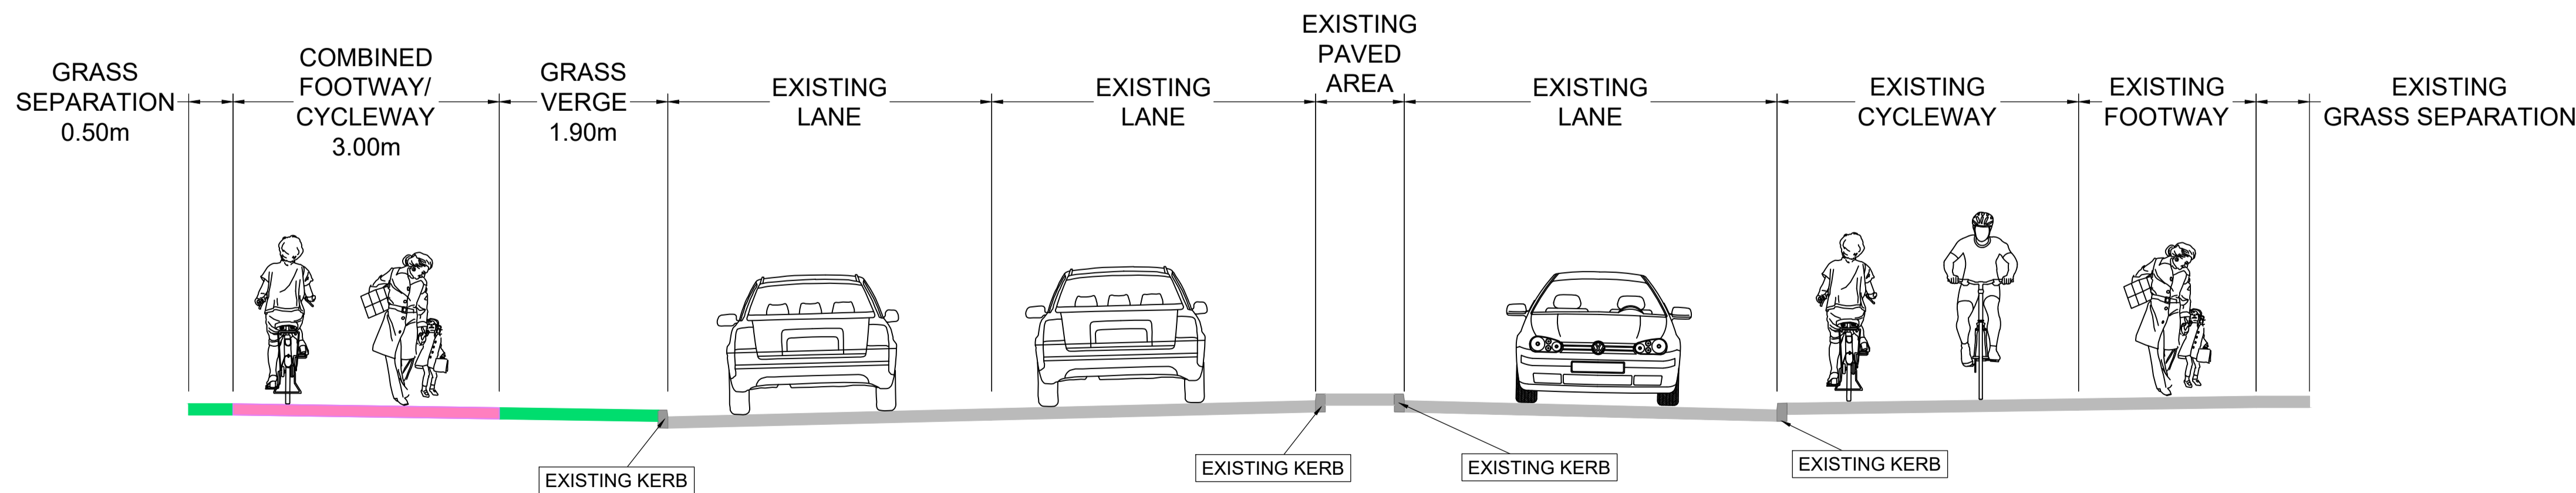 GRASS
SEPARATION
0.50m
COMBINED
FOOTWAY/
CYCLEWAY
3.00m
GRASS
VERGE
1.90m
EXISTING
LANE
EXISTING
LANE
EXISTING
PAVED
AREA
EXISTING
LANE
EXISTING
CYCLEWAY
EXISTING
FOOTWAY
EXISTING
GRASS SEPARATION
EXISTING KERB
EXISTING KERB
EXISTING KERB
EXISTING KERB